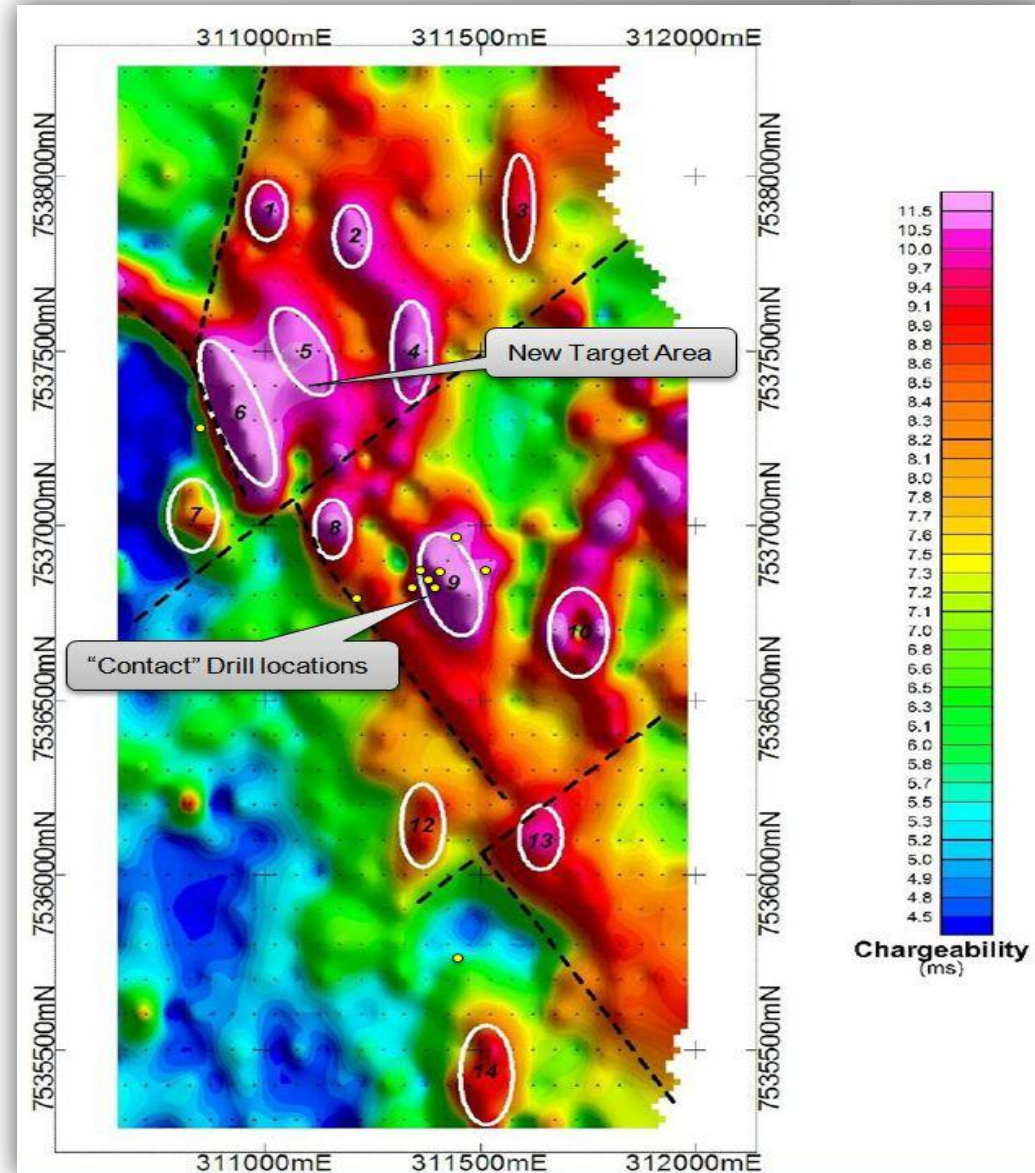 311000mE 311500mE 312000mE
7538000mN
7537500mN
7537000mN
7536500mN
7536000mN
7535500mN
7538000mN
7537500mN
7537000mN
7536500mN
7536000mN
7535500mN
1
2
3
4
5
6
7
8
9
10
12
13
14
New Target Area
“Contact” Drill locations
311000mE 311500mE 312000mE
11.5
10.5
10.0
9.7
9.4
9.1
8.9
8.8
8.6
8.5
8.4
8.3
8.2
8.1
8.0
7.8
7.7
7.6
7.5
7.3
7.2
7.1
7.0
6.8
6.6
6.5
6.3
6.1
6.0
5.8
5.7
5.5
5.3
5.2
5.0
4.9
4.8
4.5
Chargeability
(ms)